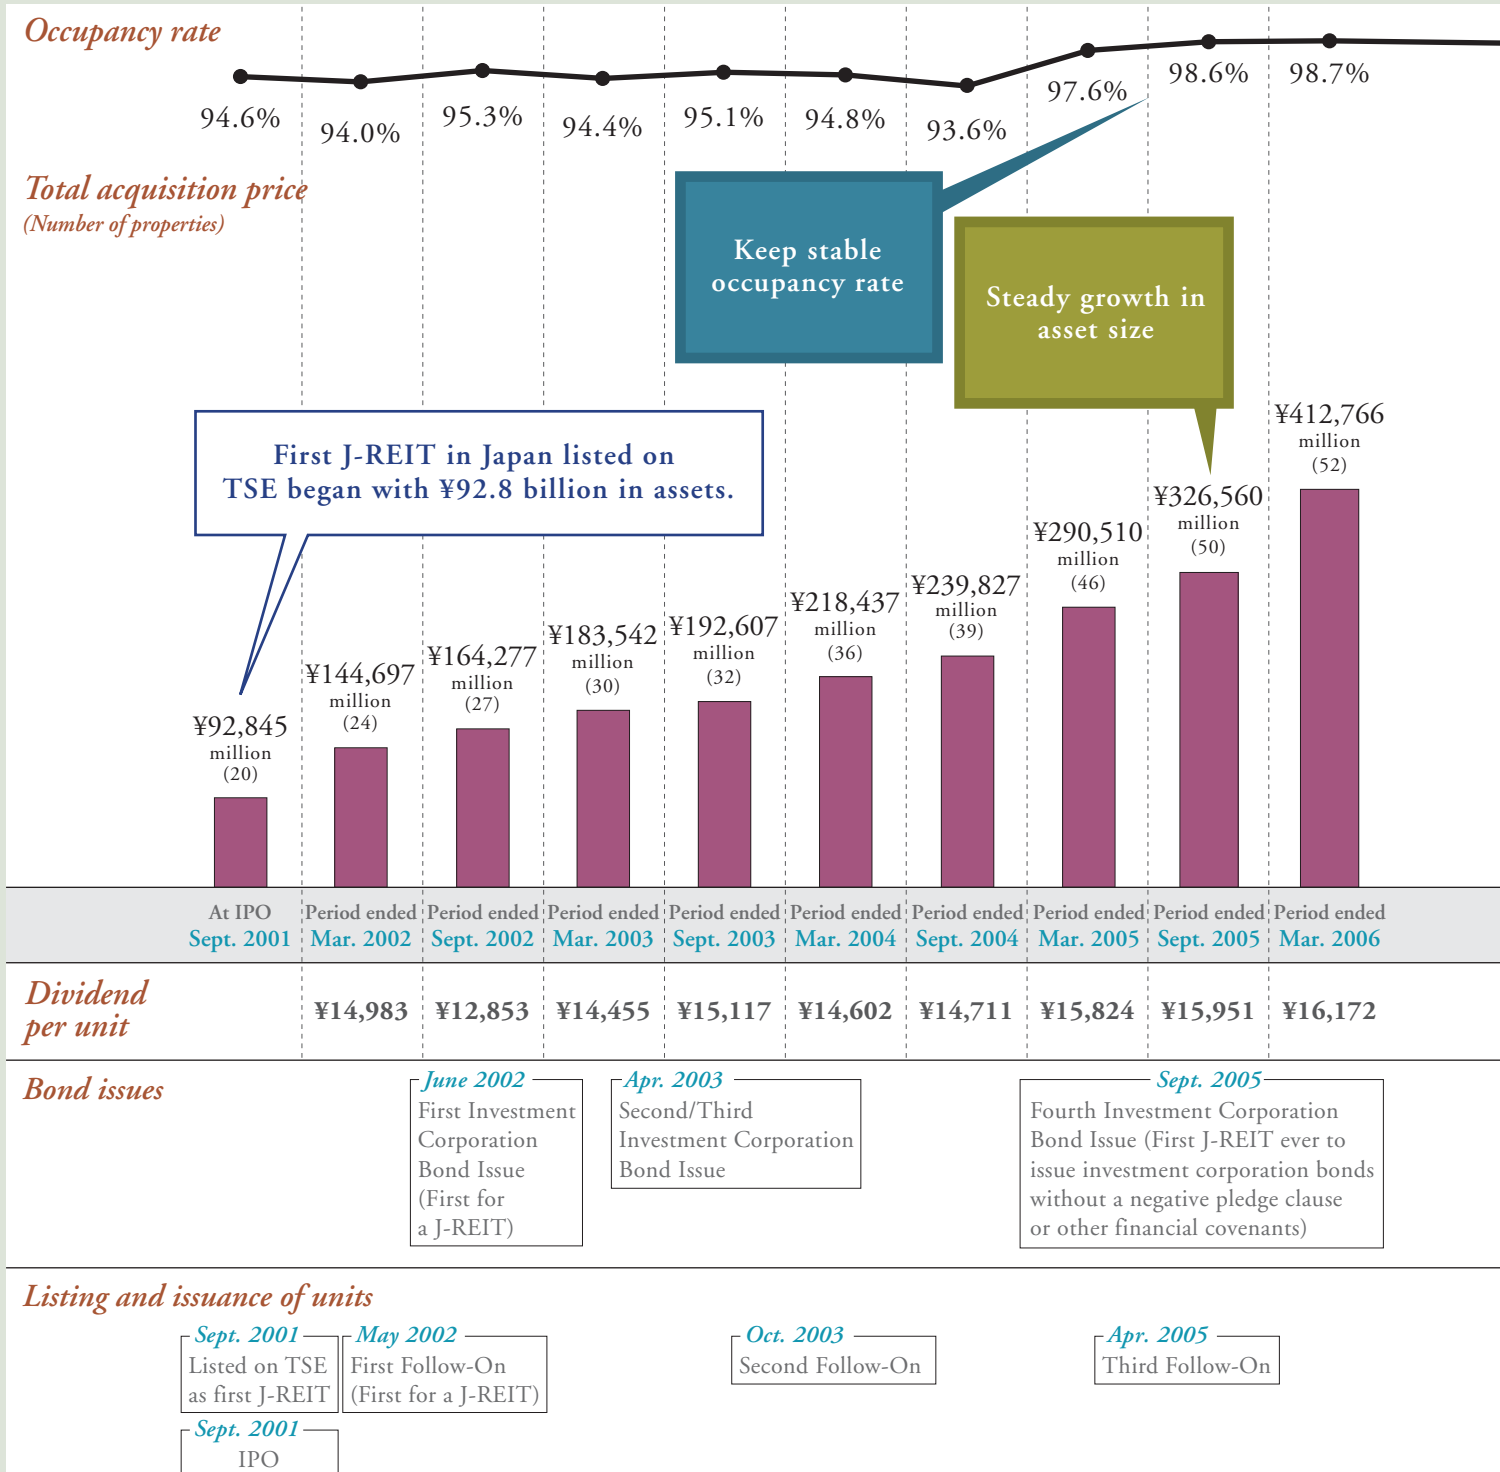 Occupancy rate
94.6%
94.0%
95.3%
94.4%
95.1%
94.8%
93.6%
97.6%
98.6%
98.7%
Total acquisition price
(Number of properties)
Keep stable
occupancy rate
Steady growth in
asset size
First J-REIT in Japan listed on
TSE began with ¥92.8 billion in assets.
¥92,845
million
(20)
¥144,697
million
(24)
¥164,277
million
(27)
¥183,542
million
(30)
¥192,607
million
(32)
¥218,437
million
(36)
¥239,827
million
(39)
¥290,510
million
(46)
¥326,560
million
(50)
¥412,766
million
(52)
At IPO
Sept. 2001
Period ended
Mar. 2002
Period ended
Sept. 2002
Period ended
Mar. 2003
Period ended
Sept. 2003
Period ended
Mar. 2004
Period ended
Sept. 2004
Period ended
Mar. 2005
Period ended
Sept. 2005
Period ended
Mar. 2006
Dividend
per unit
¥14,983
¥12,853
¥14,455
¥15,117
¥14,602
¥14,711
¥15,824
¥15,951
¥16,172
Bond issues
June 2002
First Investment
Corporation
Bond Issue
(First for
a J-REIT)
Apr. 2003
Second/Third
Investment Corporation
Bond Issue
Sept. 2005
Fourth Investment Corporation
Bond Issue (First J-REIT ever to
issue investment corporation bonds
without a negative pledge clause
or other financial covenants)
Listing and issuance of units
Sept. 2001
Listed on TSE
as first J-REIT
Sept. 2001
IPO
May 2002
First Follow-On
(First for a J-REIT)
Oct. 2003
Second Follow-On
Apr. 2005
Third Follow-On